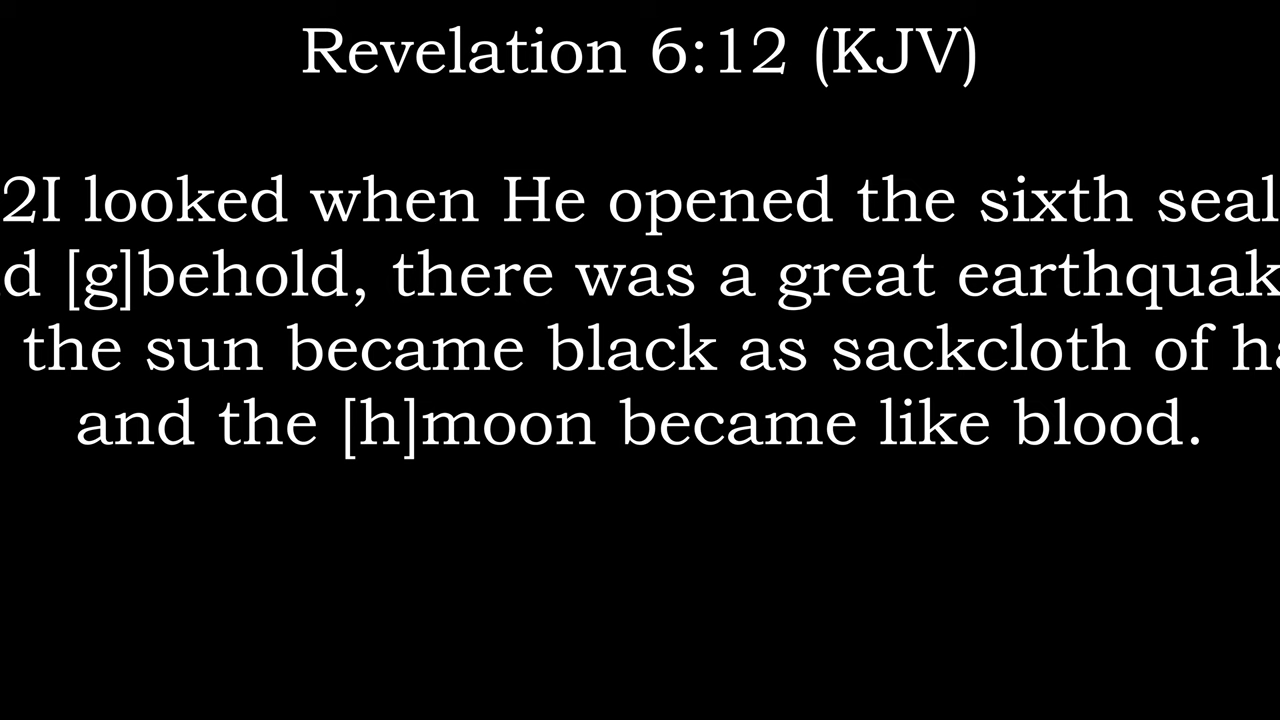 Revelation 6:12 (KJV)
2I looked when He opened the sixth seal
d [g]behold, there was a great earthquak
the sun became black as sackcloth of ha
and the [h]moon became like blood.